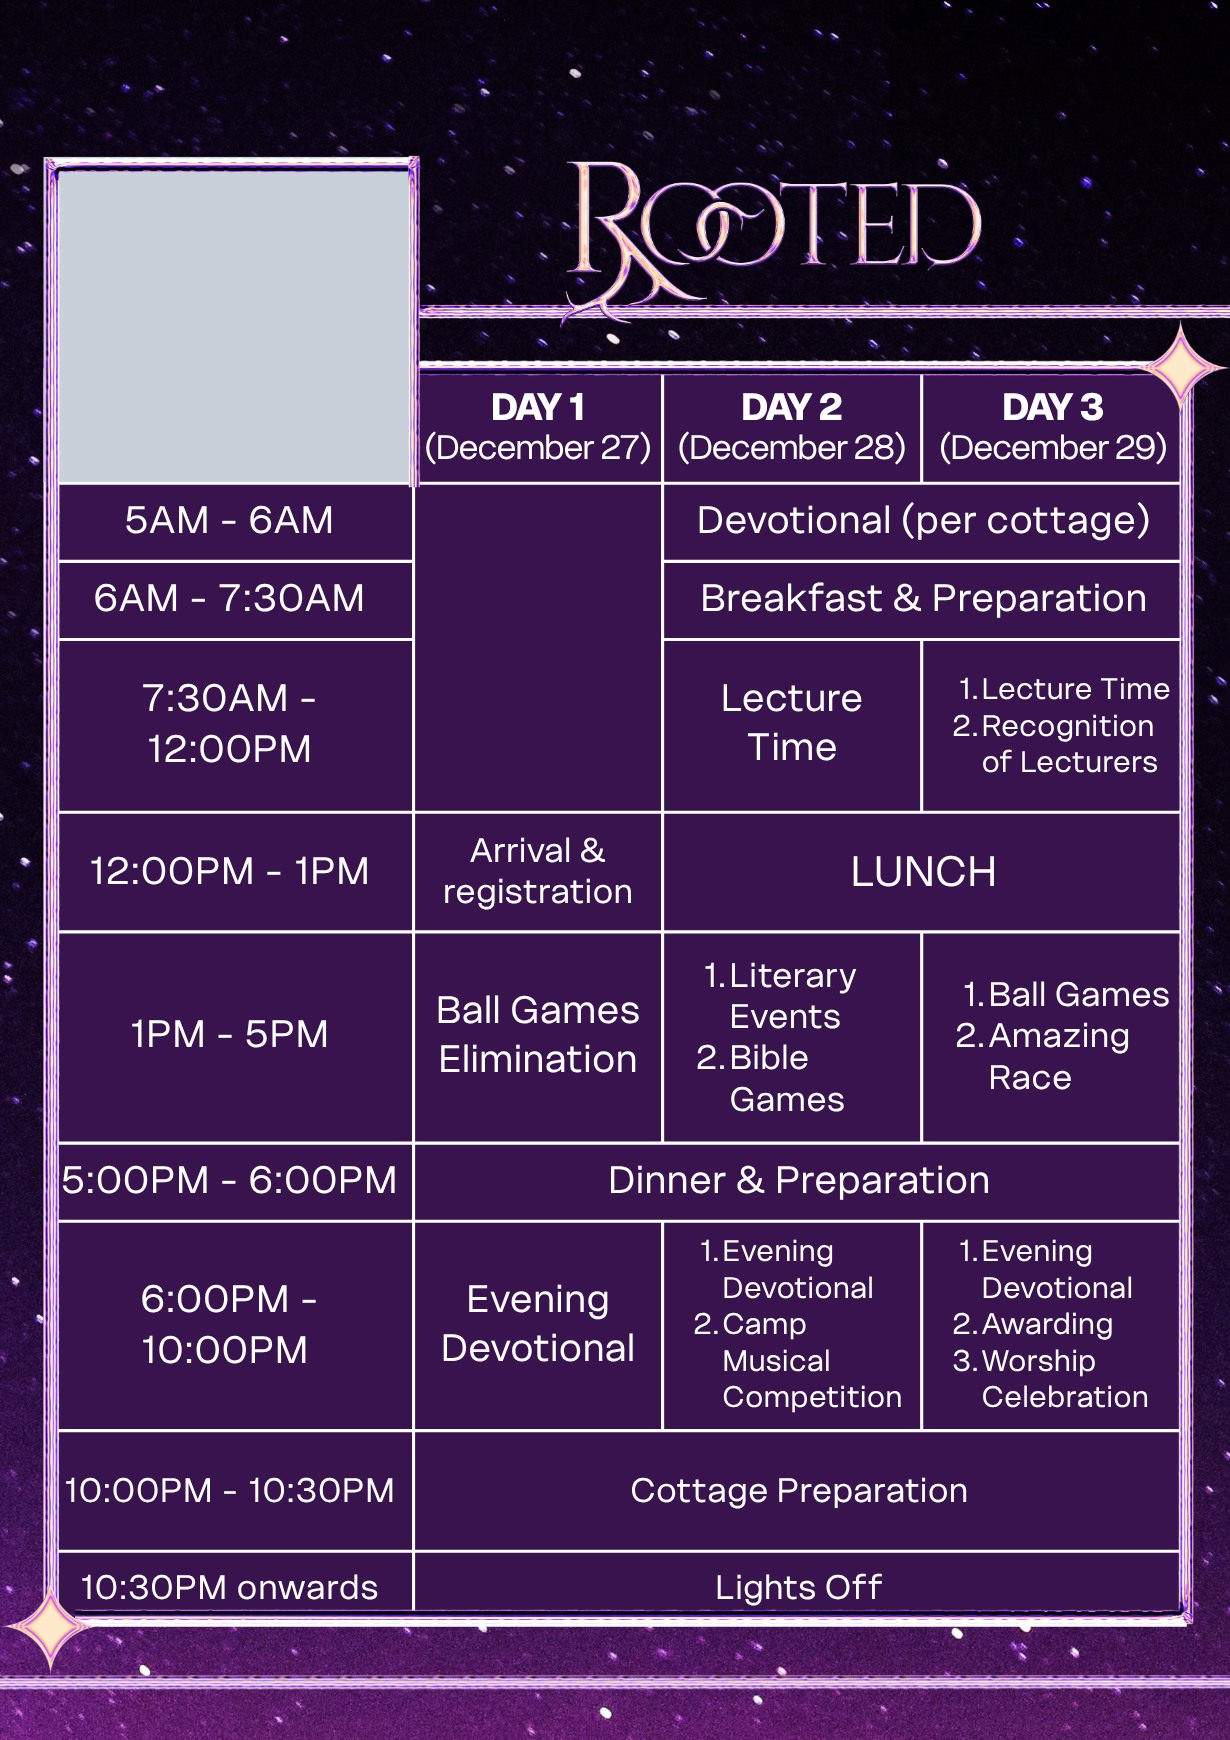 ROOTED
DAY 1
(December 27)
DAY 2
(December 28)
DAY 3
(December 29)
5AM - 6AM
Devotional (per cottage)
6AM - 7:30AM
Breakfast & Preparation
7:30AM -
12:00PM
Lecture
Time
1. Lecture Time
2. Recognition
of Lecturers
12:00PM - 1PM
Arrival &
registration
LUNCH
1PM - 5PM
Ball Games
Elimination
1. Literary
Events
2. Bible
Games
1. Ball Games
2. Amazing
Race
5:00PM - 6:00PM
Dinner & Preparation
6:00PM -
10:00PM
Evening
Devotional
1. Evening
Devotional
2. Camp
Musical
Competition
1. Evening
Devotional
2. Awarding
3. Worship
Celebration
10:00PM - 10:30PM
Cottage Preparation
10:30PM onwards
Lights Off